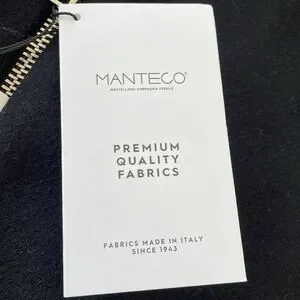 MANTECO®
MANTELLASSI COMPAGNIA TESSILE
PREMIUM
QUALITY
FABRICS
FABRICS MADE IN ITALY
SINCE 1943